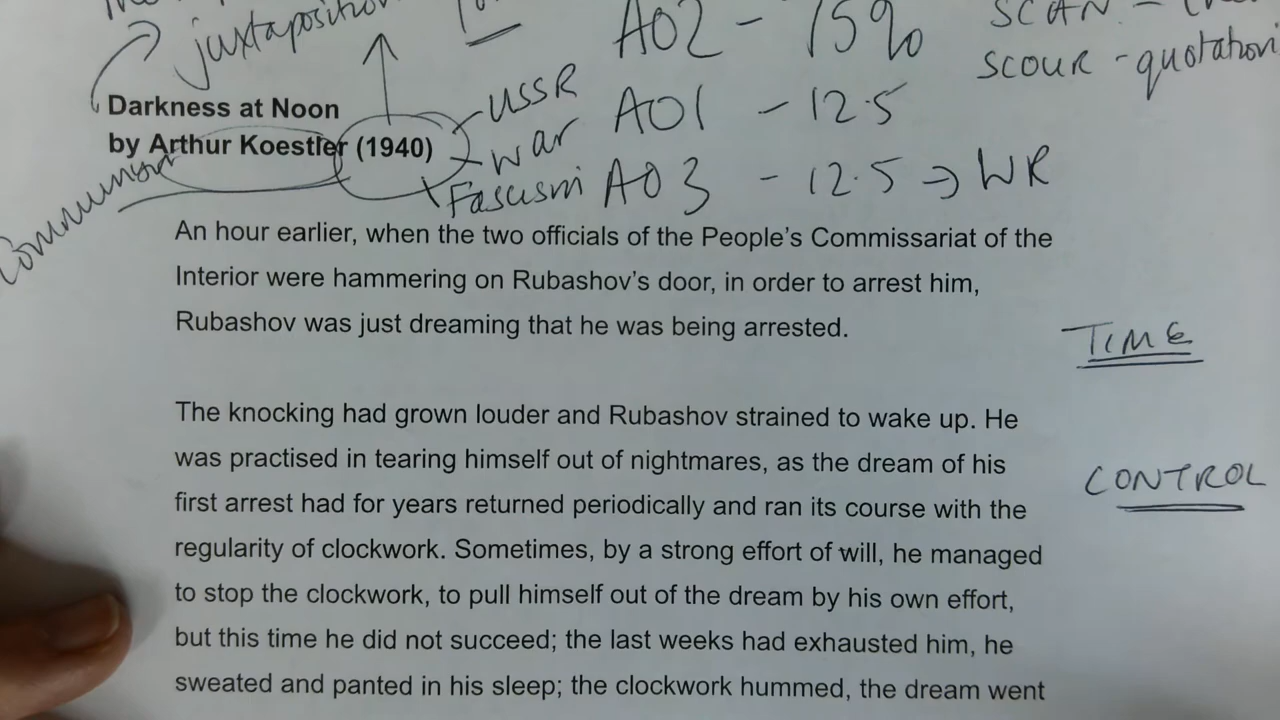 juxtaposition
AO2 - 75%
SCAN -
SCOUR - quotation
Darkness at Noon
by Arthur Koestler (1940)
USSR
war
Fascism
Communism
AO1 - 12.5
AO3 - 12.5 → WR
An hour earlier, when the two officials of the People's Commissariat of the
Interior were hammering on Rubashov's door, in order to arrest him,
Rubashov was just dreaming that he was being arrested.
TIME
The knocking had grown louder and Rubashov strained to wake up. He
was practised in tearing himself out of nightmares, as the dream of his
CONTROL
first arrest had for years returned periodically and ran its course with the
regularity of clockwork. Sometimes, by a strong effort of will, he managed
to stop the clockwork, to pull himself out of the dream by his own effort,
but this time he did not succeed; the last weeks had exhausted him, he
sweated and panted in his sleep; the clockwork hummed, the dream went